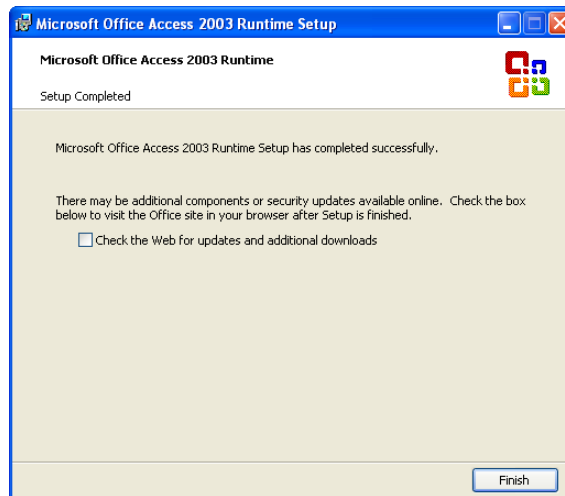 Microsoft Office Access 2003 Runtime Setup
Microsoft Office Access 2003 Runtime
Setup Completed
Microsoft Office Access 2003 Runtime Setup has completed successfully.
There may be additional components or security updates available online. Check the box
below to visit the Office site in your browser after Setup is finished.
Check the Web for updates and additional downloads
Finish